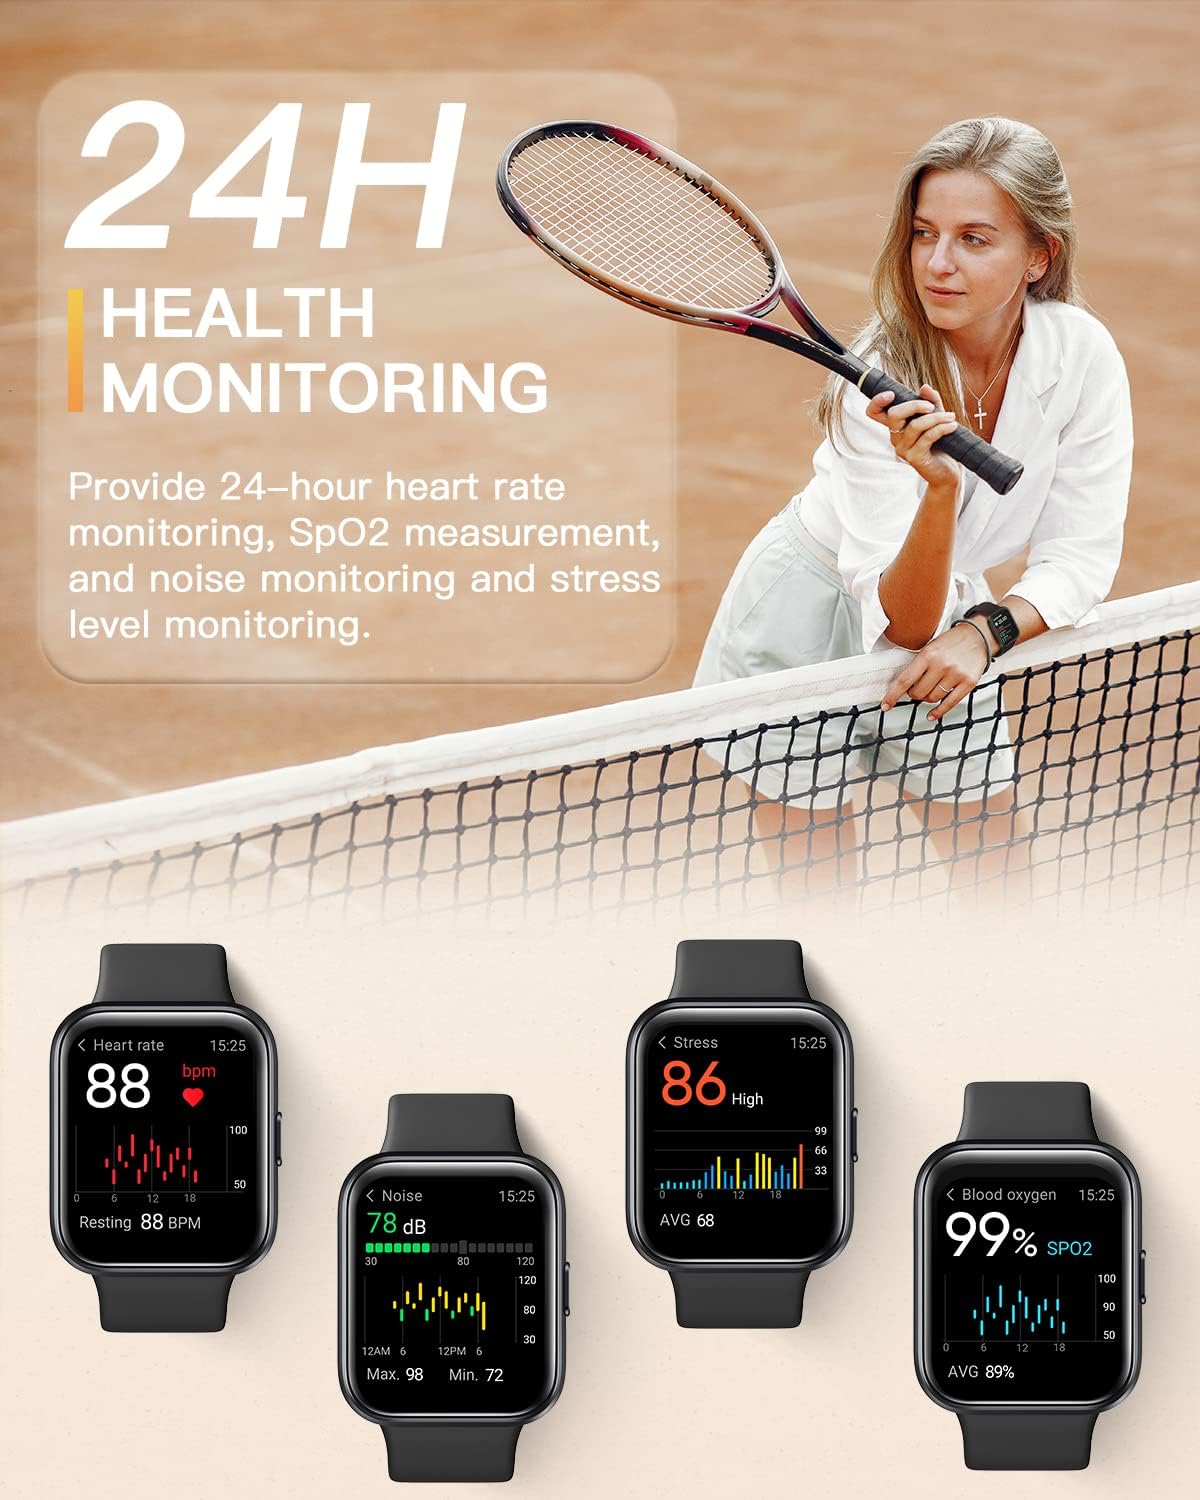 24H
HEALTH
MONITORING
Provide 24-hour heart rate
monitoring, SpO2 measurement,
and noise monitoring and stress
level monitoring.
< Heart rate 15:25
88 bpm
100
50
0 6 12 18
Resting 88 BPM
< Noise 15:25
78 dB
30 80 120
120
80
30
12AM 6 12PM 6
Max. 98 Min. 72
< Stress 15:25
86 High
99
66
33
0 6 12 18
AVG 68
< Blood oxygen 15:25
99% SPO2
100
90
50
0 6 12 18
AVG 89%